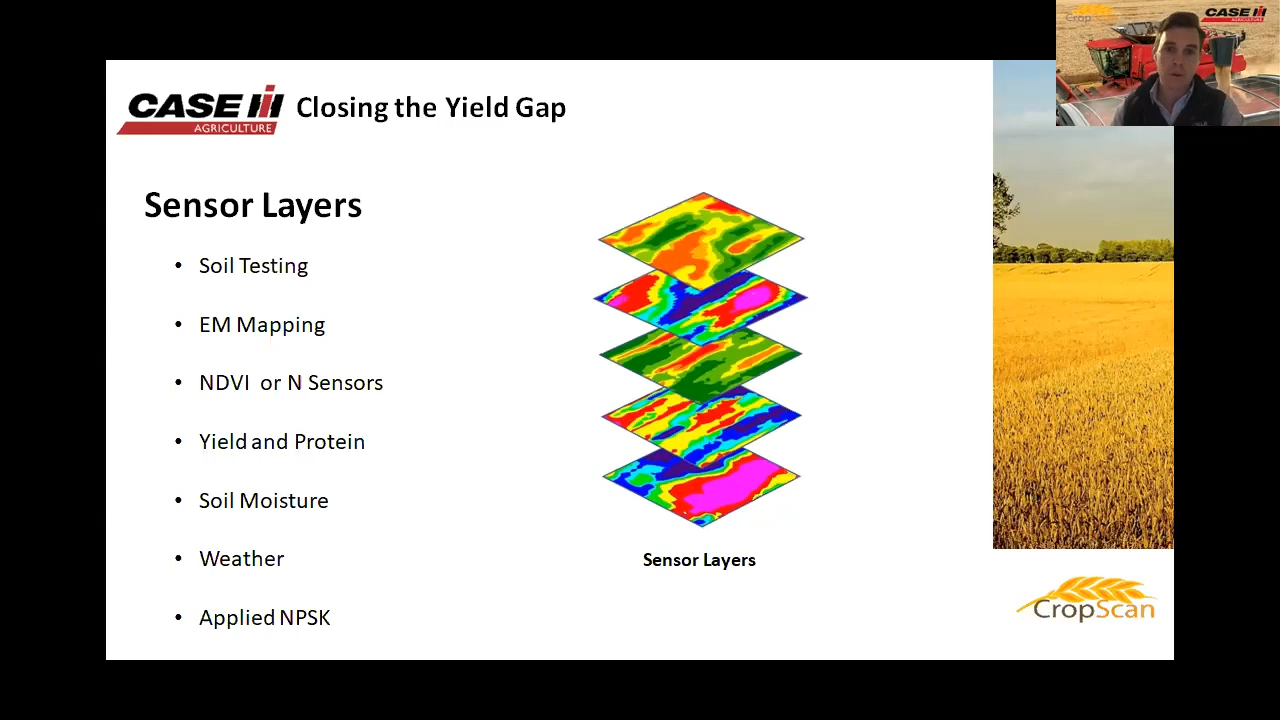 CASE IH
AGRICULTURE
Closing the Yield Gap
Sensor Layers
• Soil Testing
• EM Mapping
• NDVI or N Sensors
• Yield and Protein
• Soil Moisture
• Weather
• Applied NPSK
Sensor Layers
CropScan
CropScan
CASE IH
AGRICULTURE